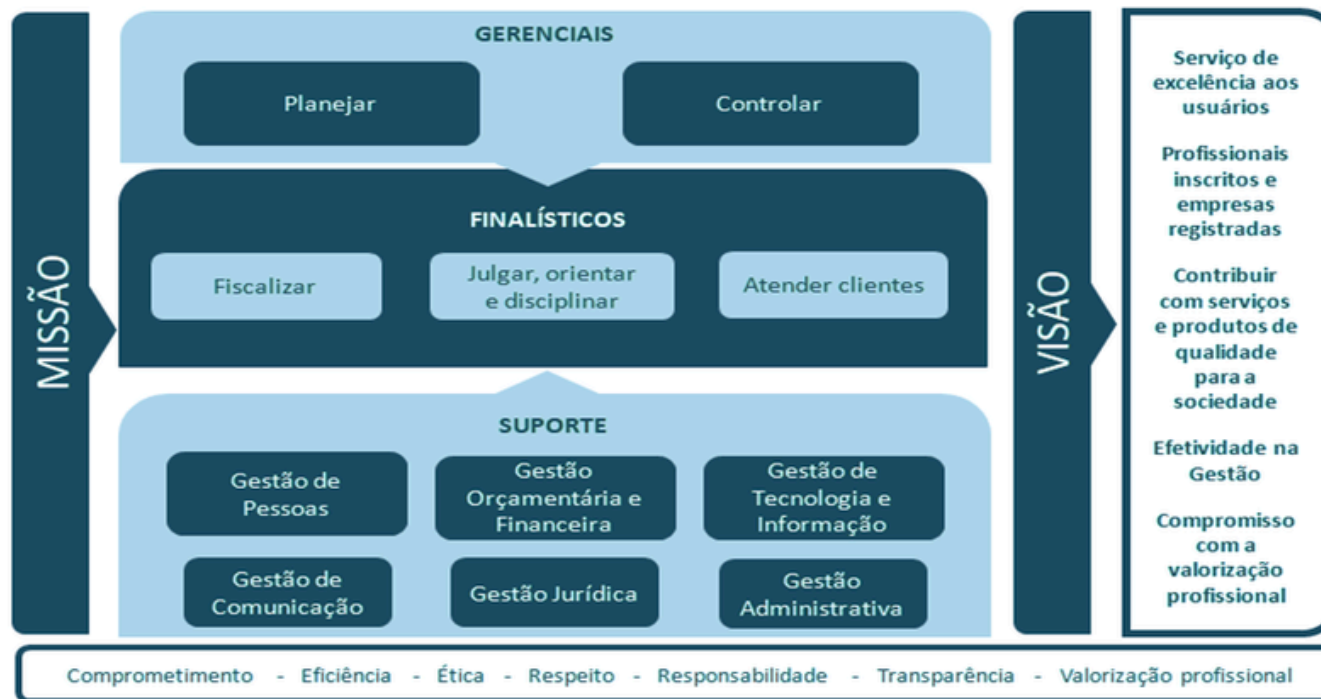 MISSÃO
GERENCIAIS
Planejar
Controlar
FINALÍSTICOS
Fiscalizar
Julgar, orientar
e disciplinar
Atender clientes
SUPORTE
Gestão de
Pessoas
Gestão
Orçamentária e
Financeira
Gestão de
Tecnologia e
Informação
Gestão de
Comunicação
Gestão Jurídica
Gestão
Administrativa
VISÃO
Serviço de
excelência aos
usuários
Profissionais
inscritos e
empresas
registradas
Contribuir
com serviços
e produtos de
qualidade
para a
sociedade
Efetividade na
Gestão
Compromisso
com a
valorização
profissional
Comprometimento - Eficiência - Ética - Respeito - Responsabilidade - Transparência - Valorização profissional